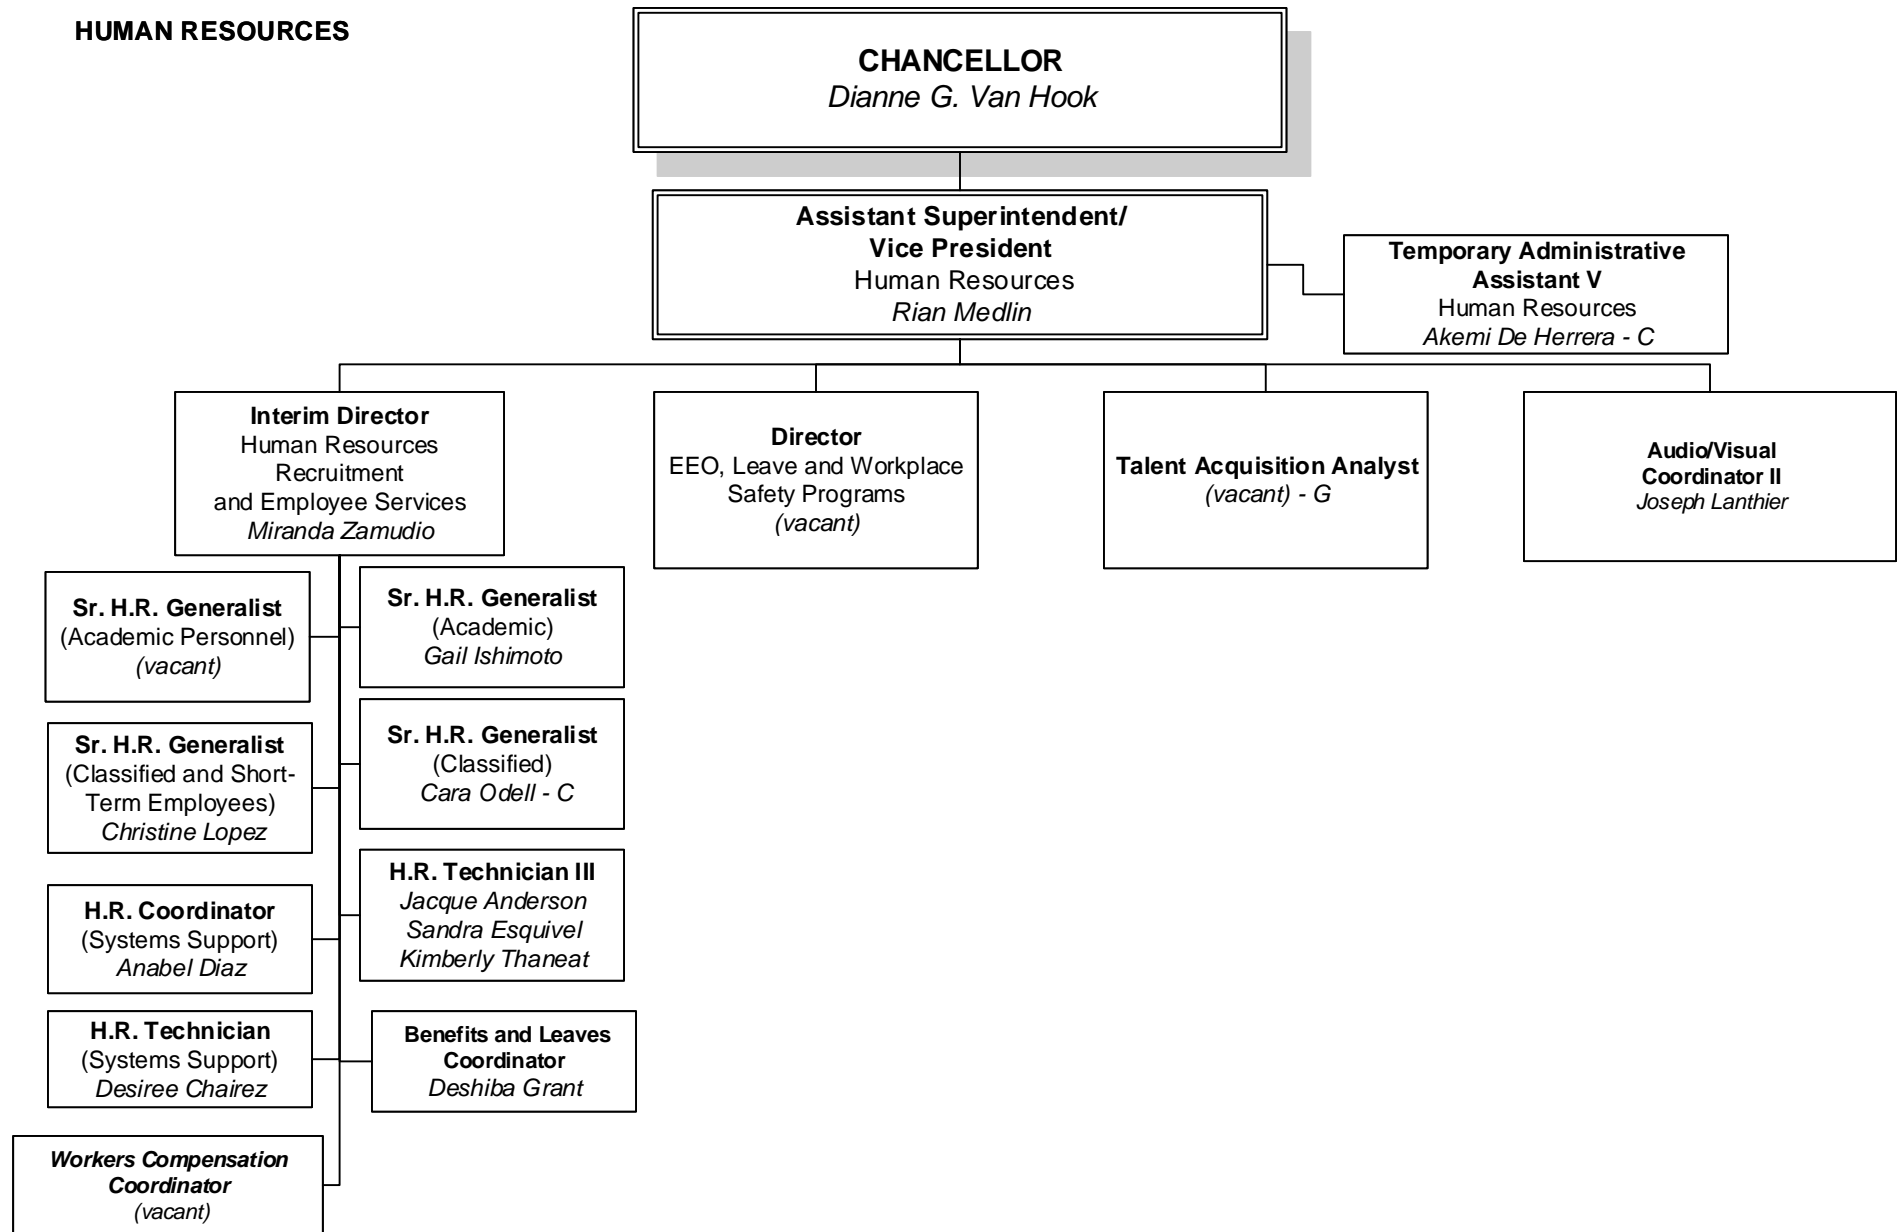 HUMAN RESOURCES
CHANCELLOR
Dianne G. Van Hook
Assistant Superintendent/
Vice President
Human Resources
Rian Medlin
Temporary Administrative
Assistant V
Human Resources
Akemi De Herrera - C
Interim Director
Human Resources
Recruitment
and Employee Services
Miranda Zamudio
Director
EEO, Leave and Workplace
Safety Programs
(vacant)
Talent Acquisition Analyst
(vacant) - G
Audio/Visual
Coordinator II
Joseph Lanthier
Sr. H.R. Generalist
(Academic Personnel)
(vacant)
Sr. H.R. Generalist
(Academic)
Gail Ishimoto
Sr. H.R. Generalist
(Classified and Short-
Term Employees)
Christine Lopez
Sr. H.R. Generalist
(Classified)
Cara Odell - C
H.R. Coordinator
(Systems Support)
Anabel Diaz
H.R. Technician III
Jacque Anderson
Sandra Esquivel
Kimberly Thaneat
H.R. Technician
(Systems Support)
Desiree Chairez
Benefits and Leaves
Coordinator
Deshiba Grant
Workers Compensation
Coordinator
(vacant)